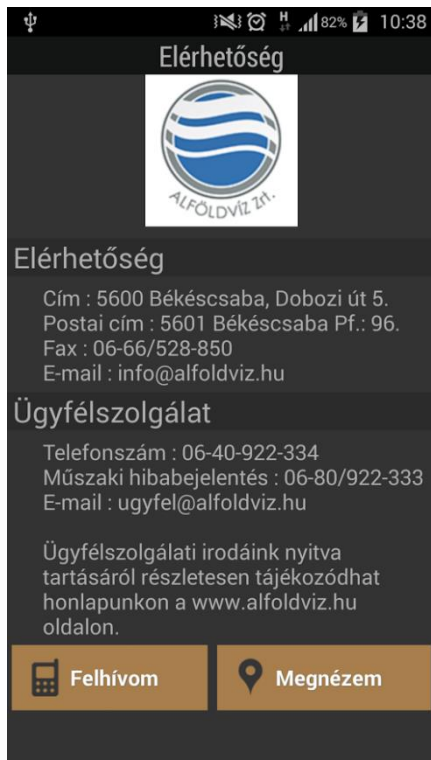 H 82% 10:38
Elérhetőség
ALFÖLDVÍZ Zrt.
Elérhetőség
Cím : 5600 Békéscsaba, Dobozi út 5.
Postai cím : 5601 Békéscsaba Pf.: 96.
Fax : 06-66/528-850
E-mail : info@alfoldviz.hu
Ügyfélszolgálat
Telefonszám : 06-40-922-334
Műszaki hibabejelentés : 06-80/922-333
E-mail : ugyfel@alfoldviz.hu
Ügyfélszolgálati irodáink nyitva
tartásáról részletesen tájékozódhat
honlapunkon a www.alfoldviz.hu
oldalon.
Felhívom
Megnézem